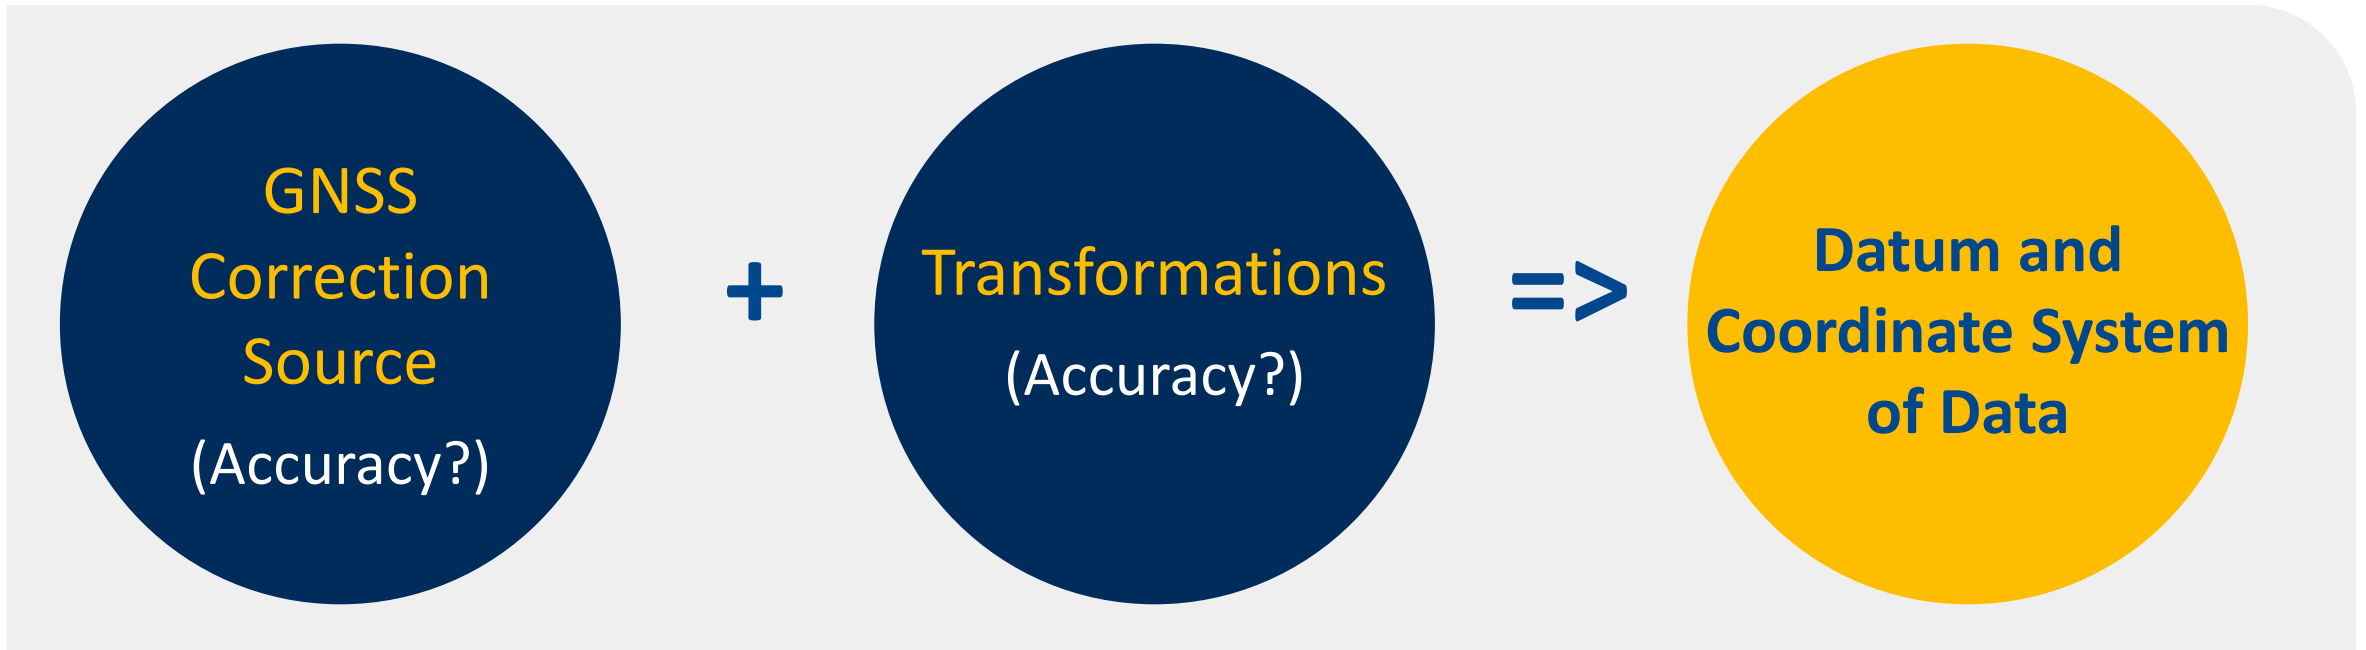 GNSS
Correction
Source
(Accuracy?)
+
Transformations
(Accuracy?)
=>
Datum and
Coordinate System
of Data